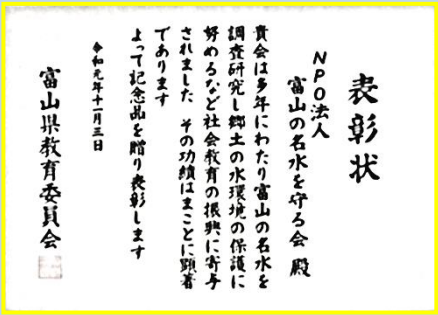 表彰状
NPO法人
富山の名水を守る会 殿
貴会は多年にわたり富山の名水を
調査研究し郷土の水環境の保護に
努めるなど社会教育の振興に寄与
されました その功績はまことに顕著
であります
よって記念品を贈り表彰します
令和元年十一月三日
富山県教育委員会